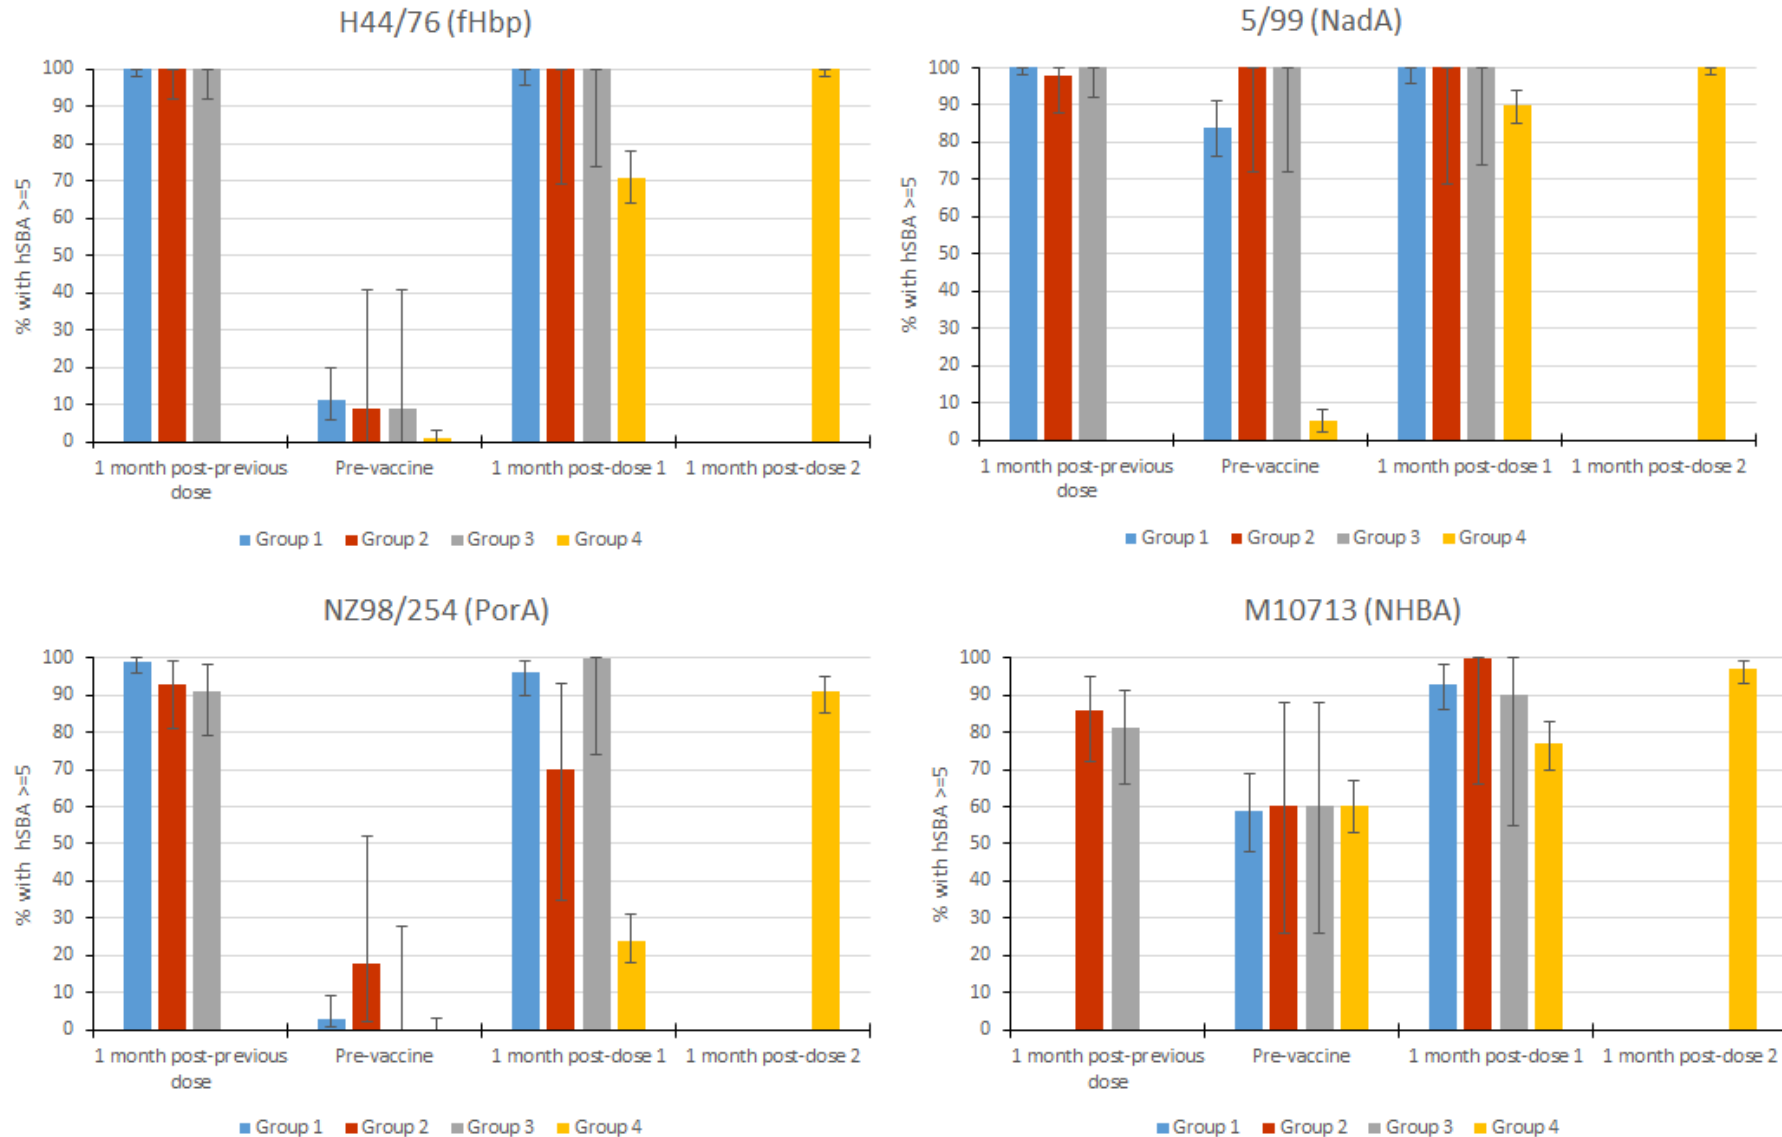 H44/76 (fHbp)
% with hSBA >=5
100
90
80
70
60
50
40
30
20
10
0
1 month post-previous
dose
Pre-vaccine
1 month post-dose 1
1 month post-dose 2
Group 1 Group 2 Group 3 Group 4
5/99 (NadA)
% with hSBA >=5
100
90
80
70
60
50
40
30
20
10
0
1 month post-previous
dose
Pre-vaccine
1 month post-dose 1
1 month post-dose 2
Group 1 Group 2 Group 3 Group 4
NZ98/254 (PorA)
% with hSBA >=5
100
90
80
70
60
50
40
30
20
10
0
1 month post-previous
dose
Pre-vaccine
1 month post-dose 1
1 month post-dose 2
Group 1 Group 2 Group 3 Group 4
M10713 (NHBA)
% with hSBA >=5
100
90
80
70
60
50
40
30
20
10
0
1 month post-previous
dose
Pre-vaccine
1 month post-dose 1
1 month post-dose 2
Group 1 Group 2 Group 3 Group 4